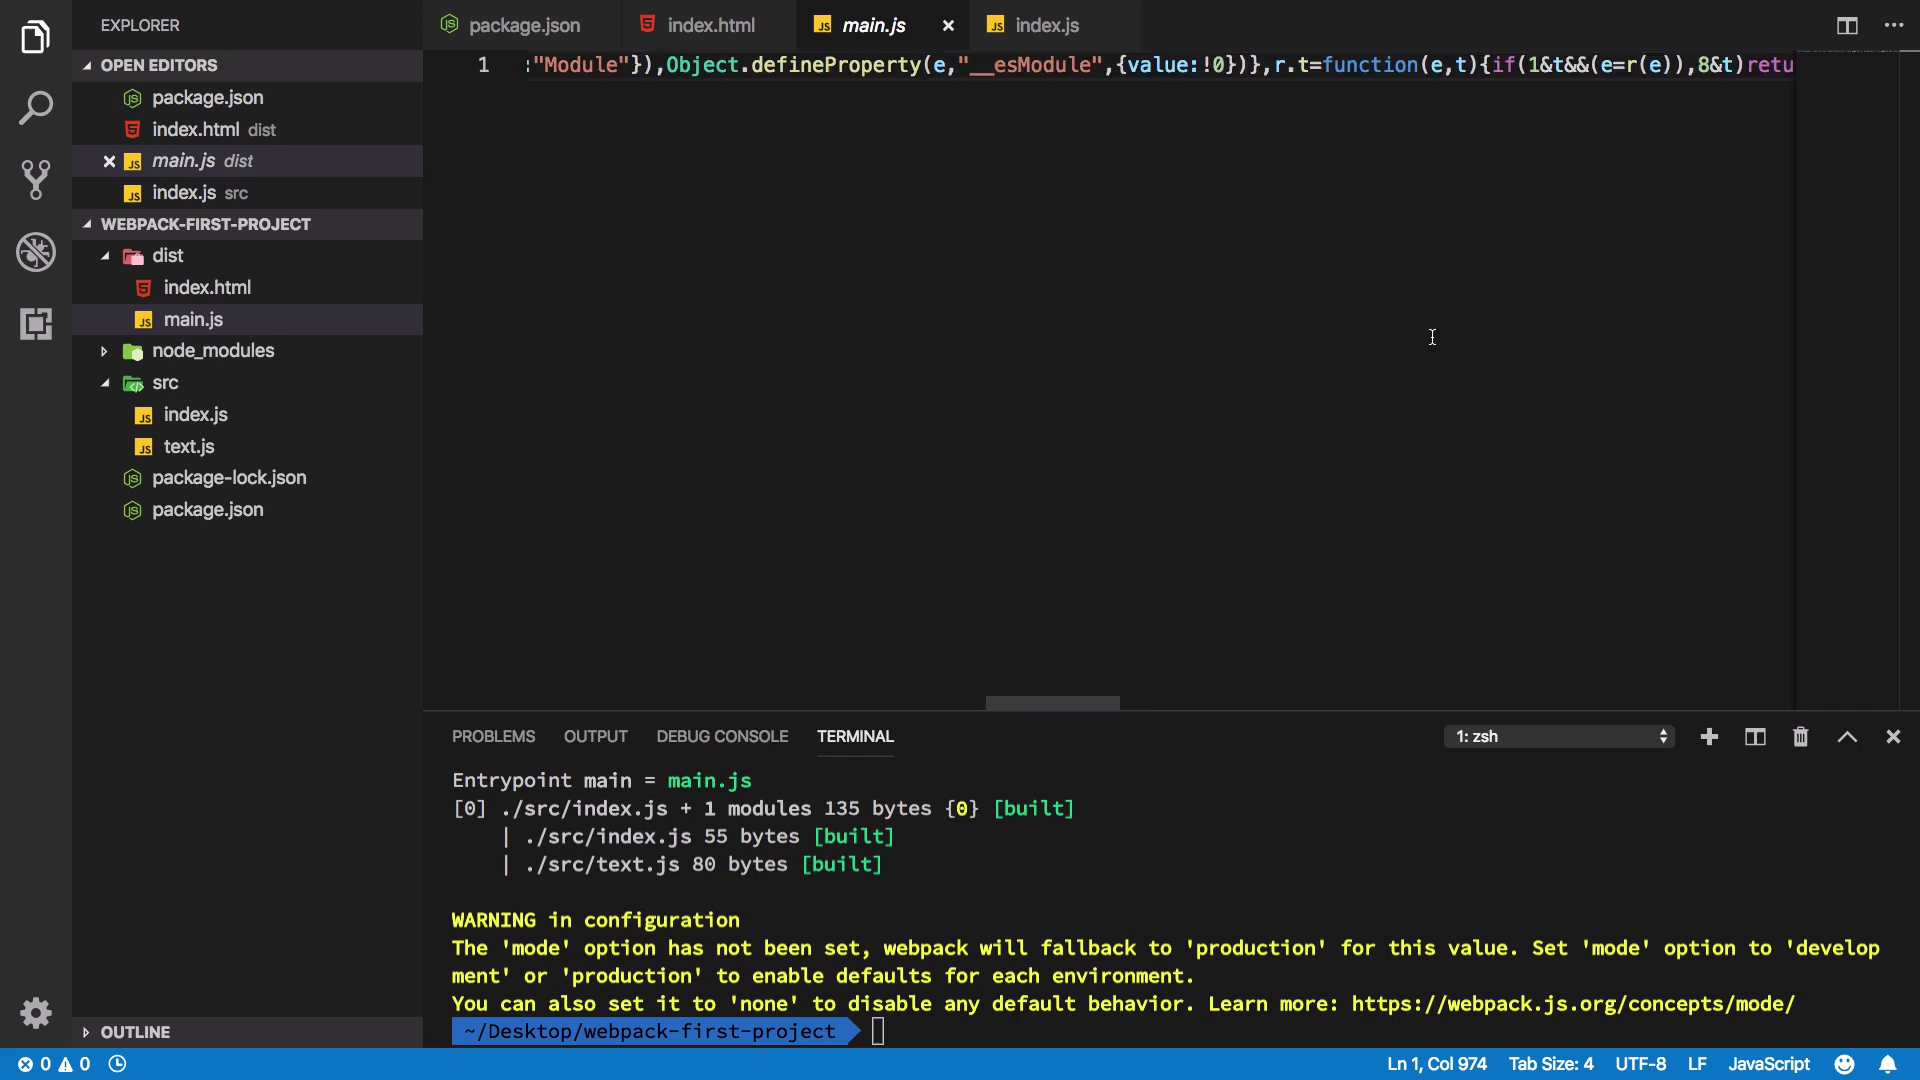 EXPLORER
OPEN EDITORS
package.json
index.html dist
main.js dist
index.js src
WEBPACK-FIRST-PROJECT
dist
index.html
main.js
node_modules
src
index.js
text.js
package-lock.json
package.json
OUTLINE
package.json index.html main.js index.js
1 :"Module"}),Object.defineProperty(e,"__esModule",{value:!0})},r.t=function(e,t){if(1&t&&(e=r(e)),8&t)retu
PROBLEMS OUTPUT DEBUG CONSOLE TERMINAL 1: zsh
Entrypoint main = main.js
[0] ./src/index.js + 1 modules 135 bytes {0} [built]
| ./src/index.js 55 bytes [built]
| ./src/text.js 80 bytes [built]
WARNING in configuration
The 'mode' option has not been set, webpack will fallback to 'production' for this value. Set 'mode' option to 'develop
ment' or 'production' to enable defaults for each environment.
You can also set it to 'none' to disable any default behavior. Learn more: https://webpack.js.org/concepts/mode/
~/Desktop/webpack-first-project
0 0 Ln 1, Col 974 Tab Size: 4 UTF-8 LF JavaScript